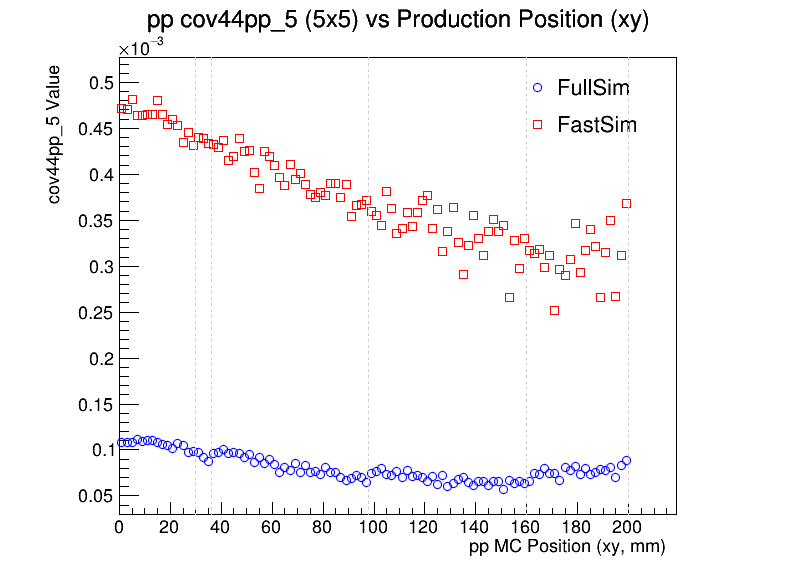 pp cov44pp_5 (5x5) vs Production Position (xy)
×10⁻³
cov44pp_5 Value
FullSim
FastSim
0.5
0.45
0.4
0.35
0.3
0.25
0.2
0.15
0.1
0.05
0 20 40 60 80 100 120 140 160 180 200
pp MC Position (xy, mm)